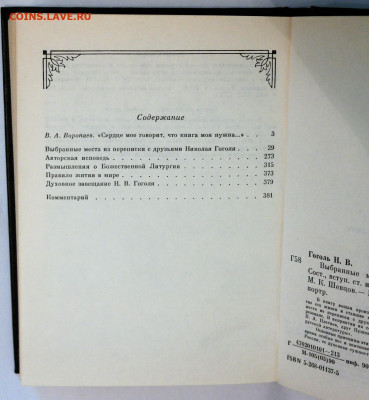 Содержание
В. А. Воропаев. «Сердце мое говорит, что книга моя нужна...» . . 3
Выбранные места из переписки с друзьями Николая Гоголя . . 29
Авторская исповедь . . . . . . . . . . 273
Размышления о Божественной Литургии . . . . . . 315
Правило жития в мире . . . . . . . . . 373
Духовное завещание Н. В. Гоголя . . . . . . . 379
Комментарий . . . . . . . . . . . 381
Гоголь Н. В.
Г58
Выбранные
Сост., вступ. ст.
М. К. Шевцов.—
портр.
В книгу
ISBN 5-268-01137-5
COINS.LAVE.RU